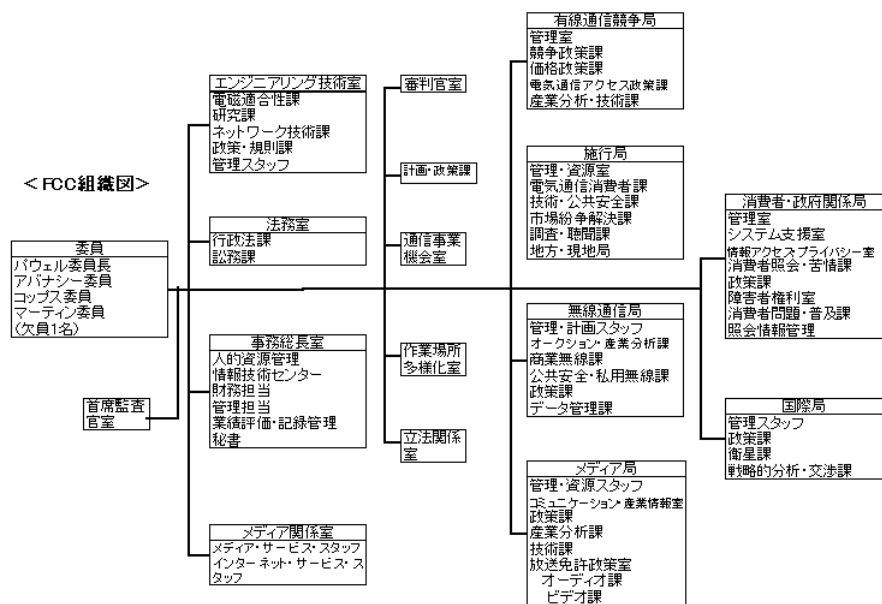 <FCC組織図>
委員
パウェル委員長
アバナシー委員
コップス委員
マーティン委員
(欠員1名)
首席監査
官室
エンジニアリング技術室
電磁適合性課
研究課
ネットワーク技術課
政策・規則課
管理スタッフ
法務室
行政法課
訟務課
事務総長室
人的資源管理
情報技術センター
財務担当
管理担当
業績評価・記録管理
秘書
メディア関係室
メディア・サービス・スタッフ
インターネット・サービス・ス
タッフ
審判官室
計画・政策課
通信事業
機会室
作業場所
多様化室
立法関係
室
有線通信競争局
管理室
競争政策課
価格政策課
電気通信アクセス政策課
産業分析・技術課
施行局
管理・資源室
電気通信消費者課
技術・公共安全課
市場紛争解決課
調査・聴聞課
地方・現地局
無線通信局
管理・計画スタッフ
オークション・産業分析課
商業無線課
公共安全・私用無線課
政策課
データ管理課
メディア局
管理・資源スタッフ
コミュニケーション・産業情報室
政策課
産業分析課
技術課
放送免許政策室
オーディオ課
ビデオ課
消費者・政府関係局
管理室
システム支援室
情報アクセス・プライバシー室
消費者照会・苦情課
政策課
障害者権利室
消費者問題・普及課
照会情報管理
国際局
管理スタッフ
政策課
衛星課
戦略的分析・交渉課